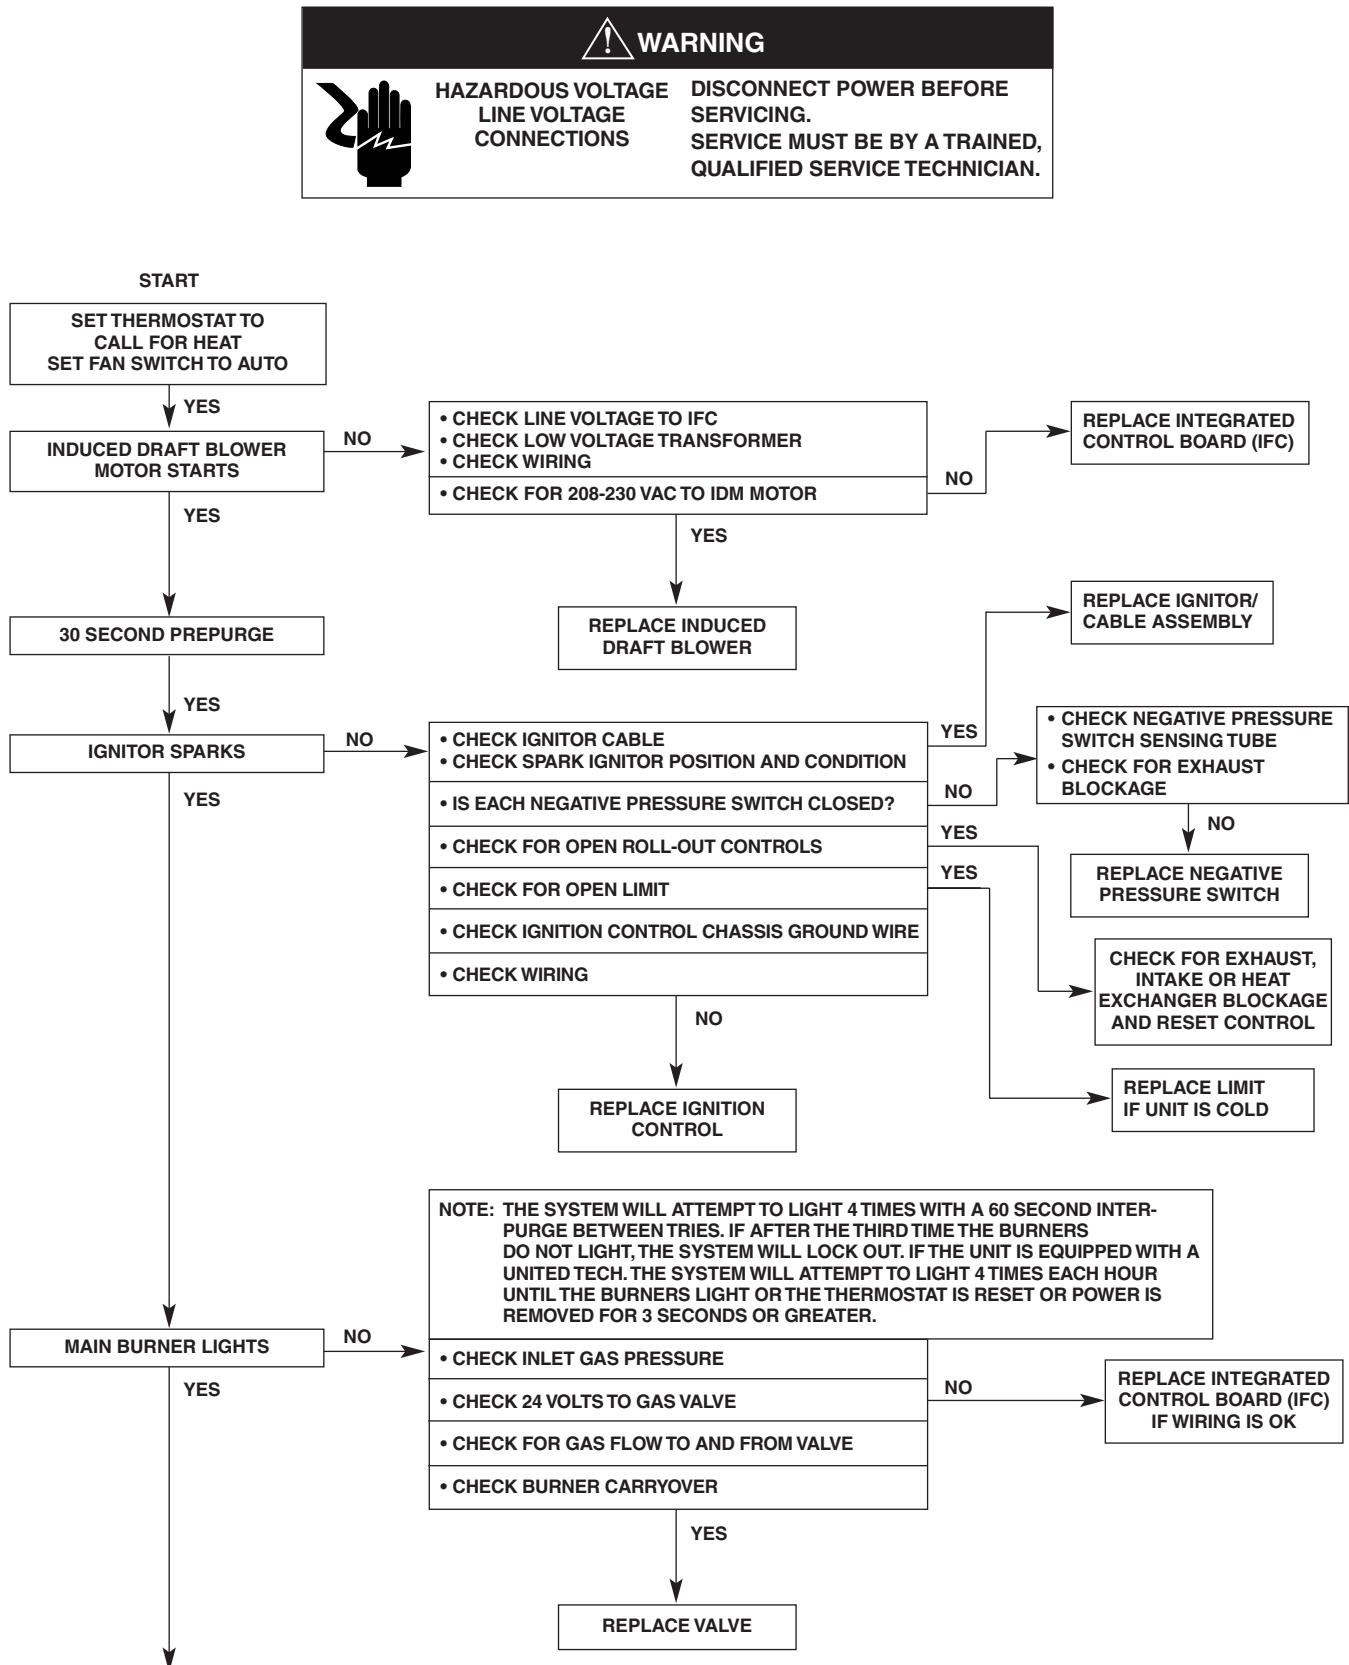 WARNING
HAZARDOUS VOLTAGE
LINE VOLTAGE
CONNECTIONS
DISCONNECT POWER BEFORE
SERVICING.
SERVICE MUST BE BY A TRAINED,
QUALIFIED SERVICE TECHNICIAN.
START
SET THERMOSTAT TO
CALL FOR HEAT
SET FAN SWITCH TO AUTO
YES
INDUCED DRAFT BLOWER
MOTOR STARTS
NO
• CHECK LINE VOLTAGE TO IFC
• CHECK LOW VOLTAGE TRANSFORMER
• CHECK WIRING
• CHECK FOR 208-230 VAC TO IDM MOTOR
NO
REPLACE INTEGRATED
CONTROL BOARD (IFC)
YES
REPLACE INDUCED
DRAFT BLOWER
YES
30 SECOND PREPURGE
YES
IGNITOR SPARKS
NO
• CHECK IGNITOR CABLE
• CHECK SPARK IGNITOR POSITION AND CONDITION
YES
REPLACE IGNITOR/
CABLE ASSEMBLY
• IS EACH NEGATIVE PRESSURE SWITCH CLOSED?
NO
• CHECK NEGATIVE PRESSURE
SWITCH SENSING TUBE
• CHECK FOR EXHAUST
BLOCKAGE
NO
REPLACE NEGATIVE
PRESSURE SWITCH
• CHECK FOR OPEN ROLL-OUT CONTROLS
YES
CHECK FOR EXHAUST,
INTAKE OR HEAT
EXCHANGER BLOCKAGE
AND RESET CONTROL
• CHECK FOR OPEN LIMIT
YES
REPLACE LIMIT
IF UNIT IS COLD
• CHECK IGNITION CONTROL CHASSIS GROUND WIRE
• CHECK WIRING
NO
REPLACE IGNITION
CONTROL
YES
NOTE: THE SYSTEM WILL ATTEMPT TO LIGHT 4 TIMES WITH A 60 SECOND INTER-
PURGE BETWEEN TRIES. IF AFTER THE THIRD TIME THE BURNERS
DO NOT LIGHT, THE SYSTEM WILL LOCK OUT. IF THE UNIT IS EQUIPPED WITH A
UNITED TECH. THE SYSTEM WILL ATTEMPT TO LIGHT 4 TIMES EACH HOUR
UNTIL THE BURNERS LIGHT OR THE THERMOSTAT IS RESET OR POWER IS
REMOVED FOR 3 SECONDS OR GREATER.
MAIN BURNER LIGHTS
NO
• CHECK INLET GAS PRESSURE
• CHECK 24 VOLTS TO GAS VALVE
NO
REPLACE INTEGRATED
CONTROL BOARD (IFC)
IF WIRING IS OK
• CHECK FOR GAS FLOW TO AND FROM VALVE
• CHECK BURNER CARRYOVER
YES
REPLACE VALVE
YES